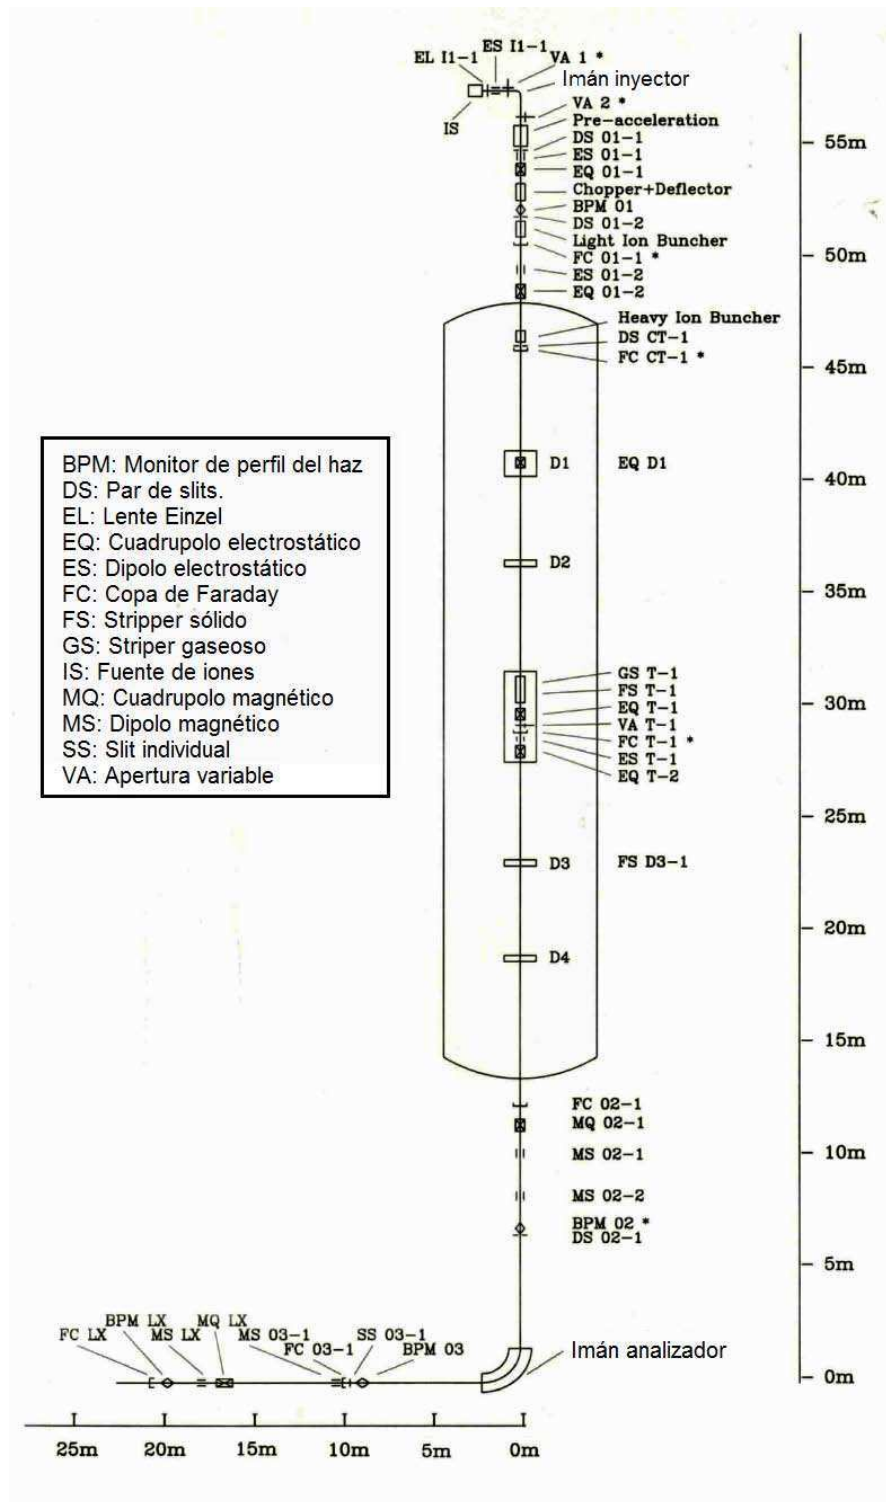 ES I1-1
EL I1-1
VA 1 *
Imán inyector
IS
VA 2 *
Pre-acceleration
DS 01-1
ES 01-1
EQ 01-1
Chopper+Deflector
BPM 01
DS 01-2
Light Ion Buncher
FC 01-1 *
ES 01-2
EQ 01-2
Heavy Ion Buncher
DS CT-1
FC CT-1 *
D1 EQ D1
D2
GS T-1
FS T-1
EQ T-1
VA T-1
FC T-1 *
ES T-1
EQ T-2
D3 FS D3-1
D4
FC 02-1
MQ 02-1
MS 02-1
MS 02-2
BPM 02 *
DS 02-1
Imán analizador
55m
50m
45m
40m
35m
30m
25m
20m
15m
10m
5m
0m
BPM: Monitor de perfil del haz
DS: Par de slits.
EL: Lente Einzel
EQ: Cuadrupolo electrostático
ES: Dipolo electrostático
FC: Copa de Faraday
FS: Stripper sólido
GS: Striper gaseoso
IS: Fuente de iones
MQ: Cuadrupolo magnético
MS: Dipolo magnético
SS: Slit individual
VA: Apertura variable
BPM LX MQ LX
FC LX MS LX MS 03-1 SS 03-1
FC 03-1 BPM 03
25m 20m 15m 10m 5m 0m